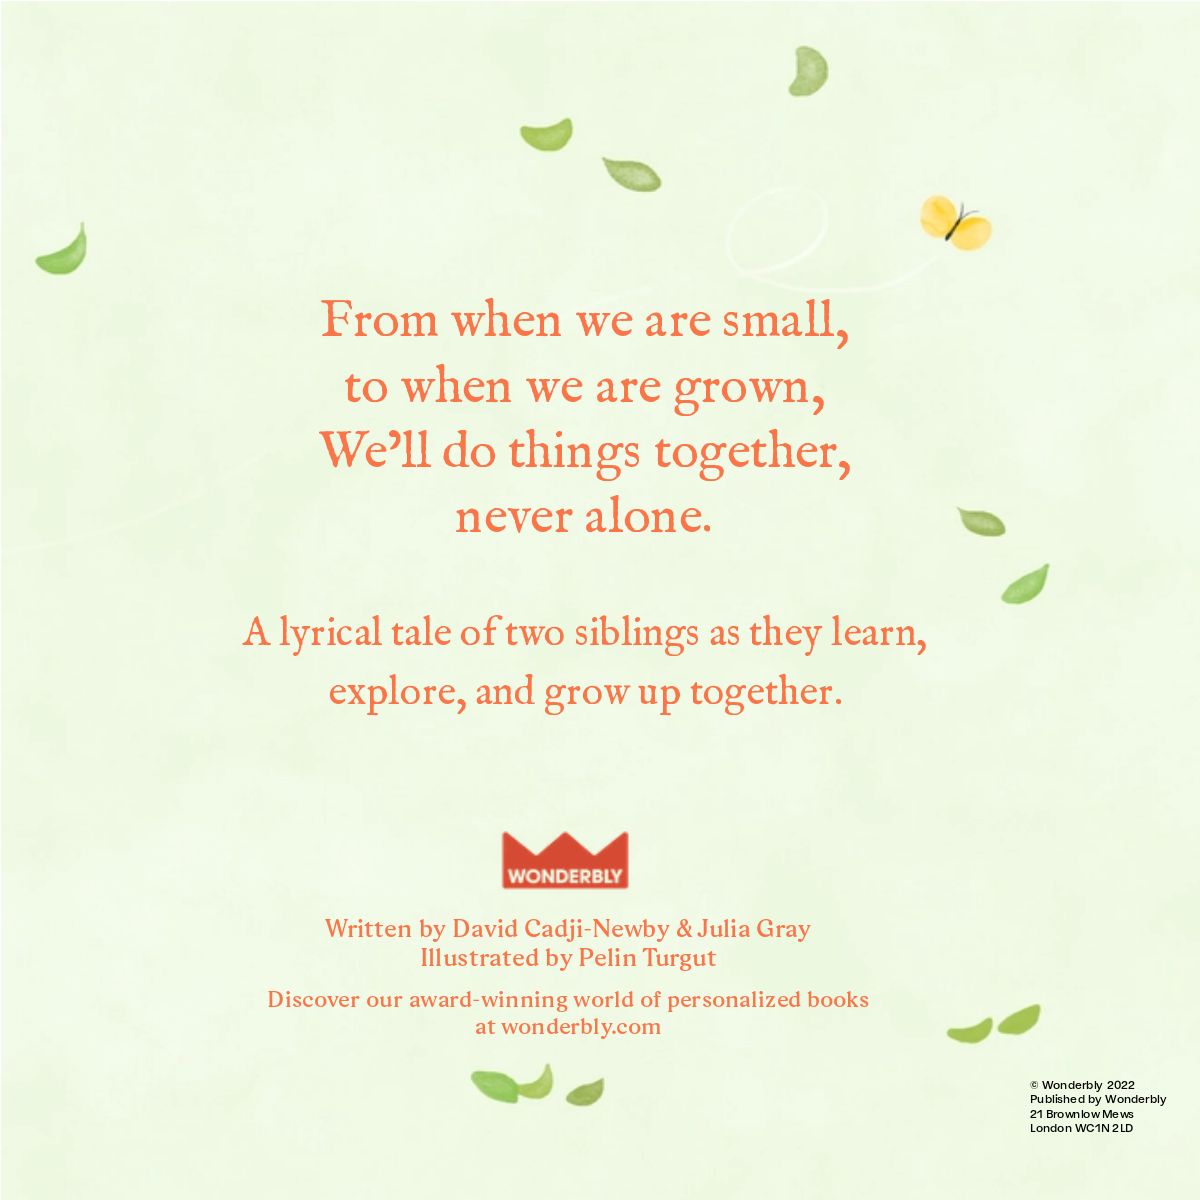 From when we are small,
to when we are grown,
We’ll do things together,
never alone.
A lyrical tale of two siblings as they learn,
explore, and grow up together.
WONDERBLY
Written by David Cadji-Newby & Julia Gray
Illustrated by Pelin Turgut
Discover our award-winning world of personalized books
at wonderbly.com
© Wonderbly 2022
Published by Wonderbly
21 Brownlow Mews
London WC1N 2LD